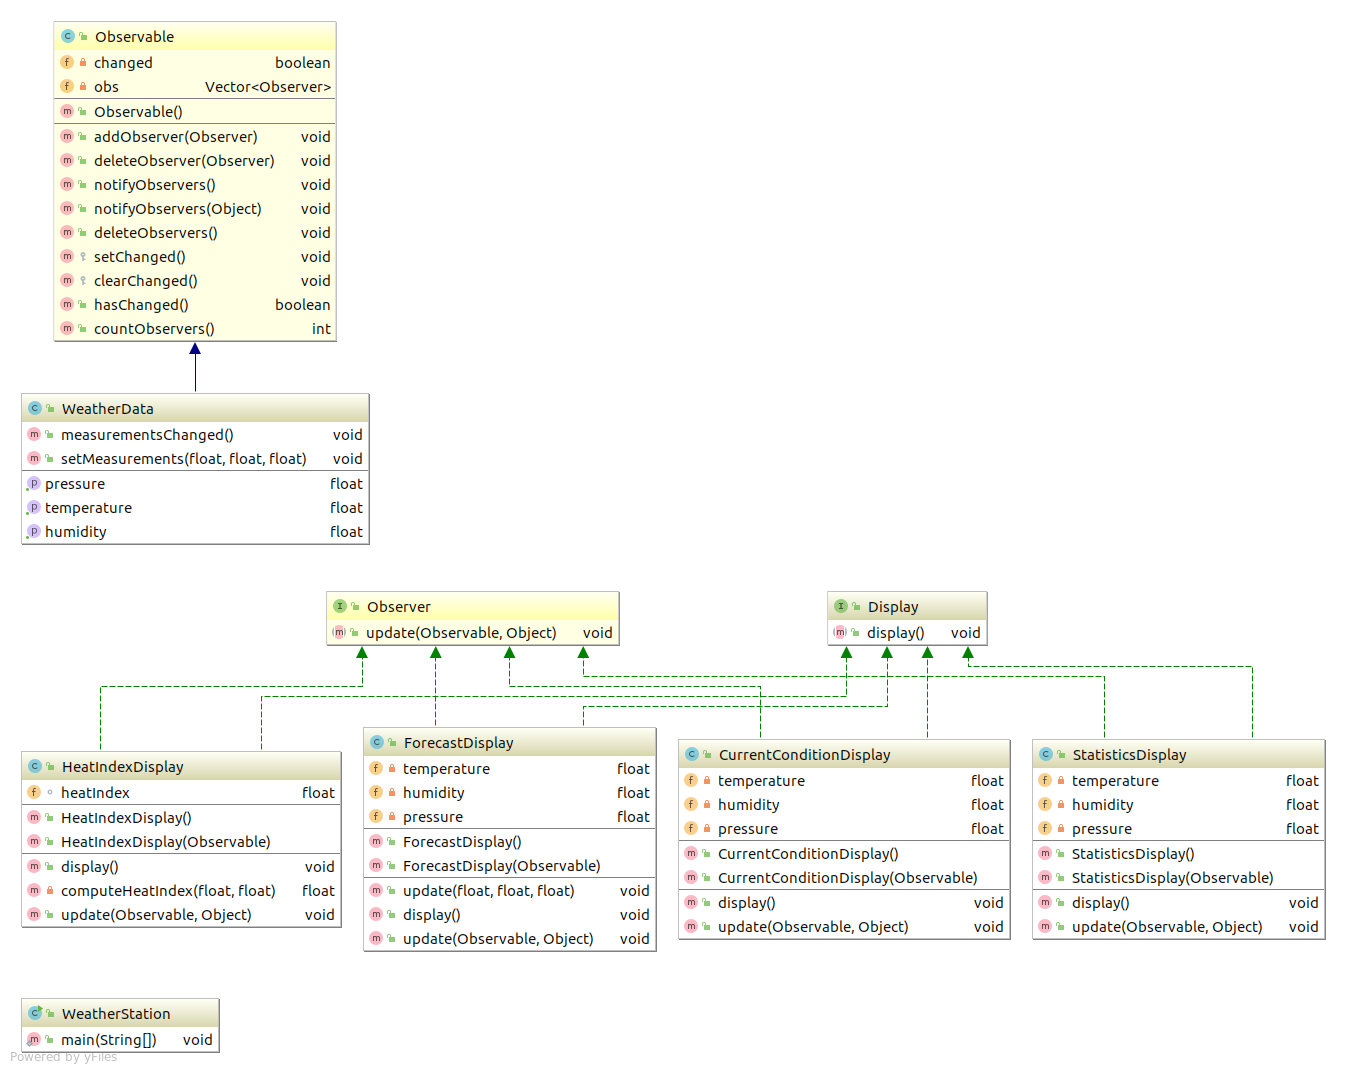 Observable
changed boolean
obs Vector<Observer>
Observable()
addObserver(Observer) void
deleteObserver(Observer) void
notifyObservers() void
notifyObservers(Object) void
deleteObservers() void
setChanged() void
clearChanged() void
hasChanged() boolean
countObservers() int
WeatherData
measurementsChanged() void
setMeasurements(float, float, float) void
pressure float
temperature float
humidity float
Observer
update(Observable, Object) void
Display
display() void
HeatIndexDisplay
heatIndex float
HeatIndexDisplay()
HeatIndexDisplay(Observable)
display() void
computeHeatIndex(float, float) float
update(Observable, Object) void
ForecastDisplay
temperature float
humidity float
pressure float
ForecastDisplay()
ForecastDisplay(Observable)
update(float, float, float) void
display() void
update(Observable, Object) void
CurrentConditionDisplay
temperature float
humidity float
pressure float
CurrentConditionDisplay()
CurrentConditionDisplay(Observable)
display() void
update(Observable, Object) void
StatisticsDisplay
temperature float
humidity float
pressure float
StatisticsDisplay()
StatisticsDisplay(Observable)
display() void
update(Observable, Object) void
WeatherStation
main(String[]) void
Powered by yFiles